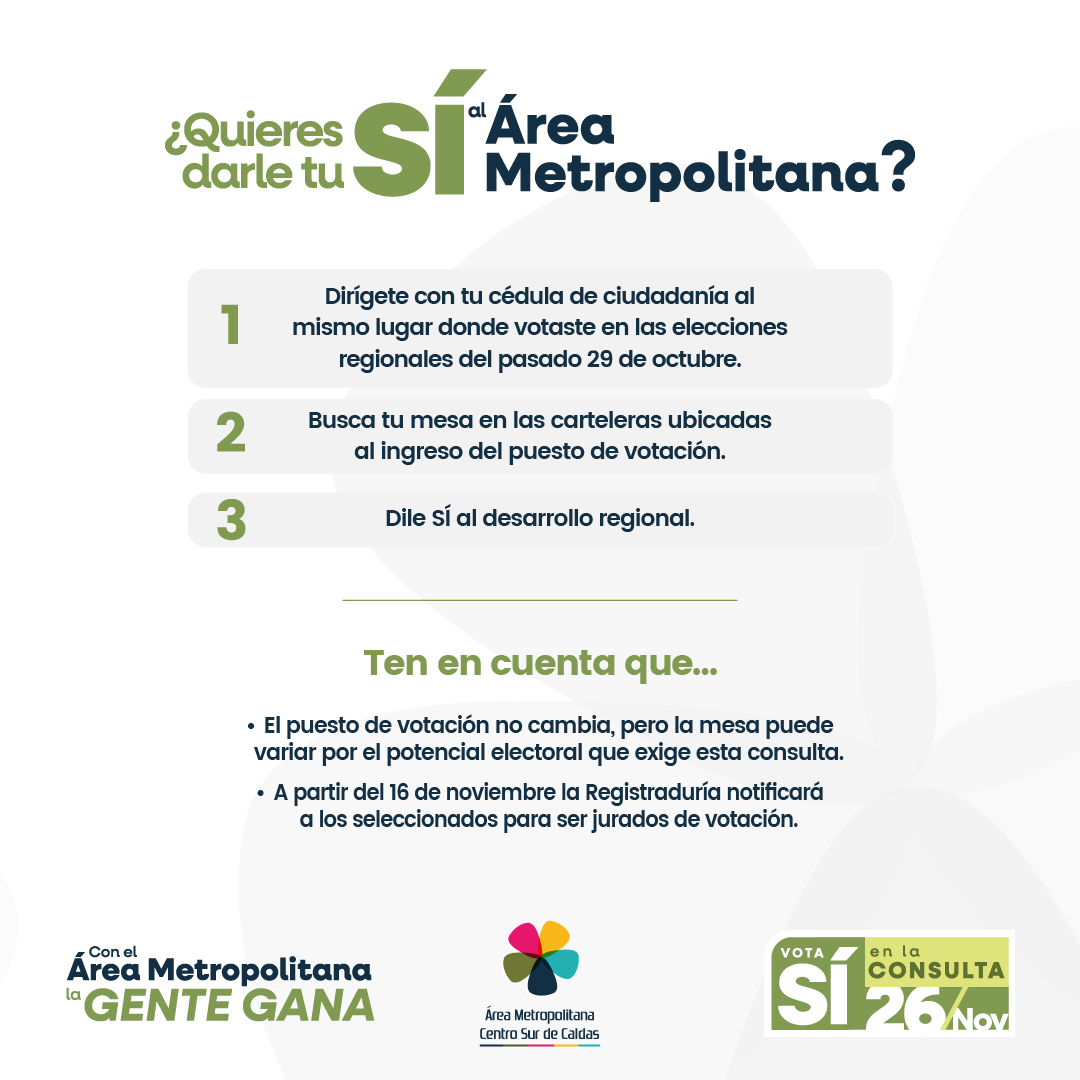 ¿Quieres
darle tu SÍ al Área
Metropolitana?
1
Dirígete con tu cédula de ciudadanía al
mismo lugar donde votaste en las elecciones
regionales del pasado 29 de octubre.
2
Busca tu mesa en las carteleras ubicadas
al ingreso del puesto de votación.
3
Dile SÍ al desarrollo regional.
Ten en cuenta que...
• El puesto de votación no cambia, pero la mesa puede
variar por el potencial electoral que exige esta consulta.
• A partir del 16 de noviembre la Registraduría notificará
a los seleccionados para ser jurados de votación.
Con el
Área Metropolitana
la GENTE GANA
Área Metropolitana
Centro Sur de Caldas
VOTA
SÍ
en la
CONSULTA
26/Nov